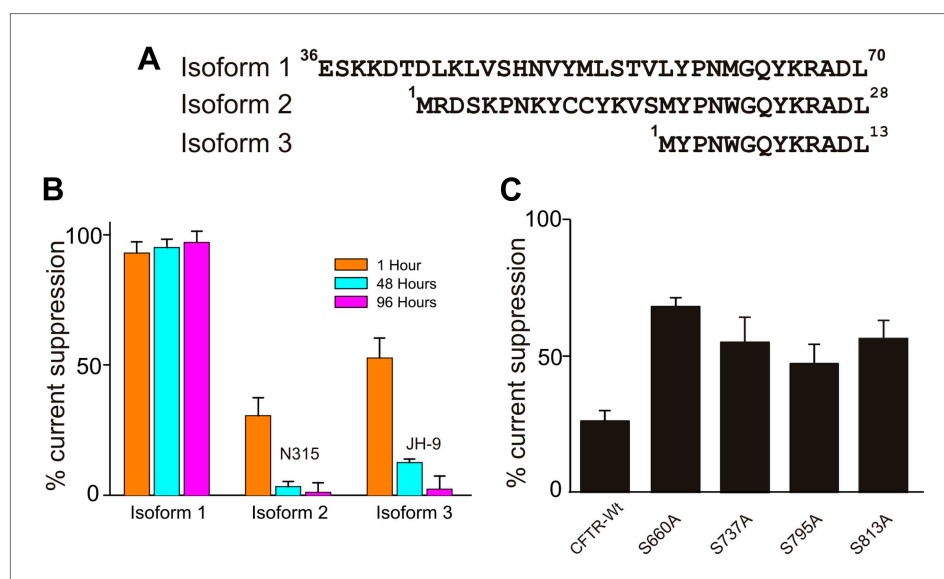 A
Isoform 1 36ESKKDTDLKLVSHNVYMLSTVLYPNMGQYKRADL70
Isoform 2 1MRDSKPNKYCCYKVSMYPNWGQYKRADL28
Isoform 3 1MYPNWGQYKRADL13
B
% current suppression
100
50
0
1 Hour
48 Hours
96 Hours
N315
JH-9
Isoform 1 Isoform 2 Isoform 3
C
% current suppression
100
50
0
CFTR-Wt S660A S737A S795A S813A